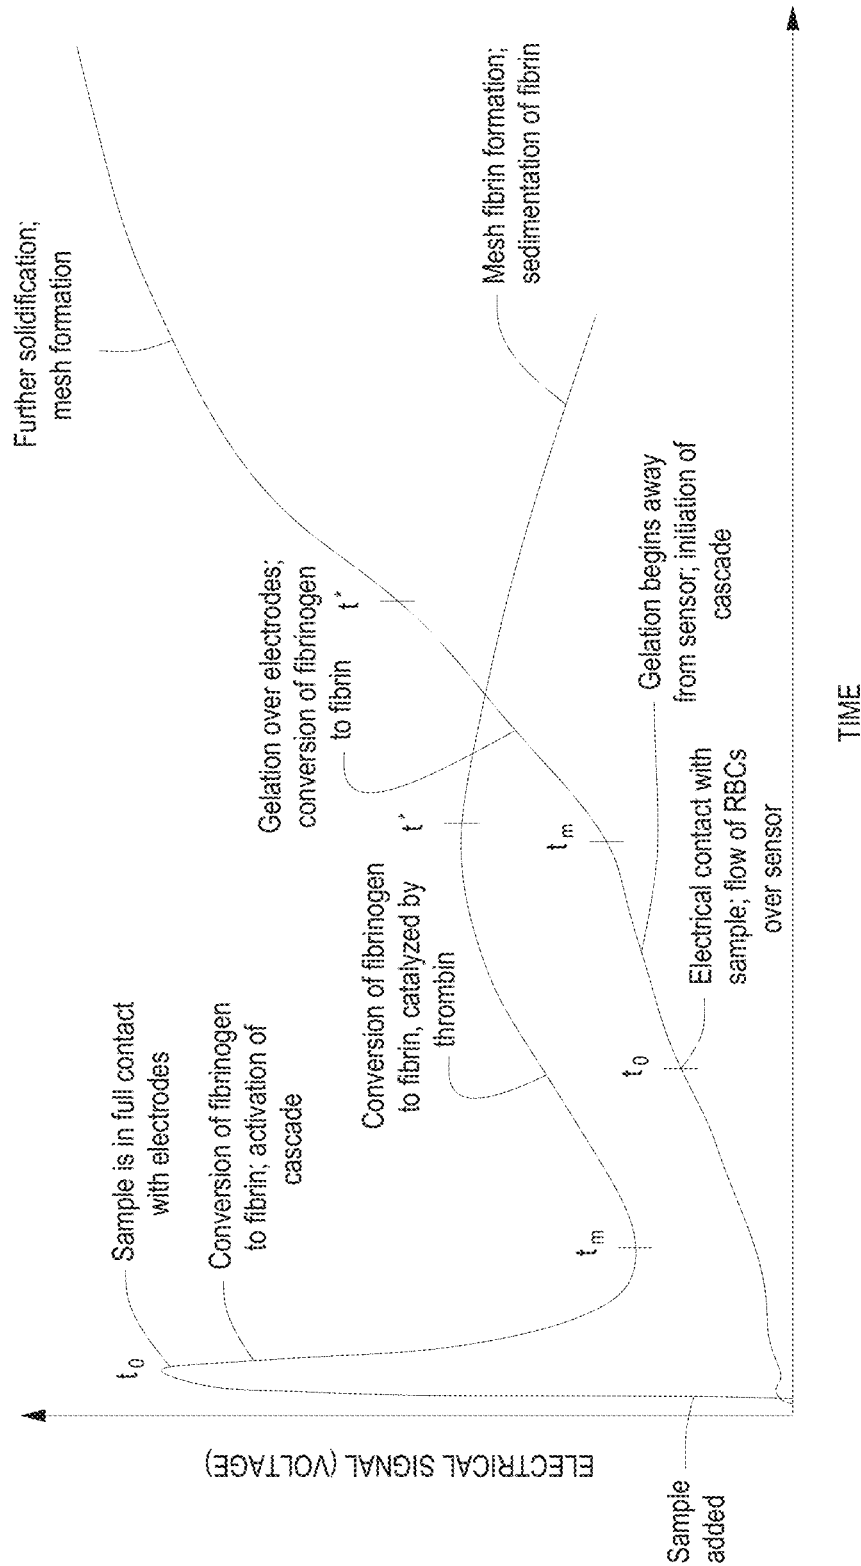 ELECTRICAL SIGNAL (VOLTAGE)
t0
Sample is in full contact
with electrodes
Conversion of fibrinogen
to fibrin; activation of
cascade
tm
Conversion of fibrinogen
to fibrin, catalyzed by
thrombin
t*
Gelation over electrodes;
conversion of fibrinogen
to fibrin
t*
Further solidification;
mesh formation
Mesh fibrin formation;
sedimentation of fibrin
Sample
added
t0
Electrical contact with
sample; flow of RBCs
over sensor
tm
Gelation begins away
from sensor; initiation of
cascade
TIME